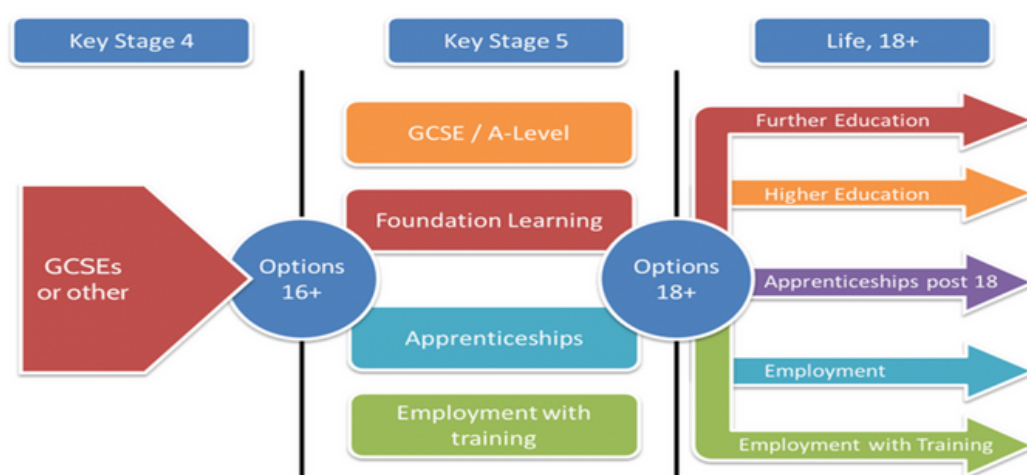 Key Stage 4
Key Stage 5
Life, 18+
GCSEs
or other
Options
16+
GCSE / A-Level
Foundation Learning
Apprenticeships
Employment with
training
Options
18+
Further Education
Higher Education
Apprenticeships post 18
Employment
Employment with Training